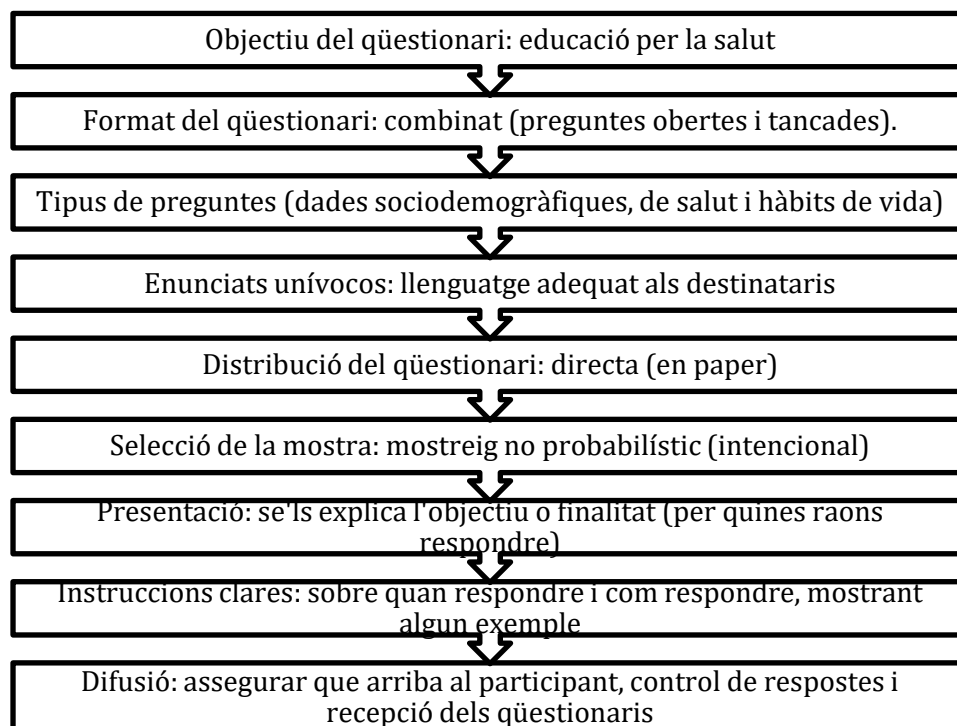 Objectiu del qüestionari: educació per la salut
Format del qüestionari: combinat (preguntes obertes i tancades).
Tipus de preguntes (dades sociodemogràfiques, de salut i hàbits de vida)
Enunciats unívocos: llenguatge adequat als destinataris
Distribució del qüestionari: directa (en paper)
Selecció de la mostra: mostreig no probabilístic (intencional)
Presentació: se'ls explica l'objectiu o finalitat (per quines raons
respondre)
Instruccions clares: sobre quan respondre i com respondre, mostrant
algun exemple
Difusió: assegurar que arriba al participant, control de respostes i
recepció dels qüestionaris